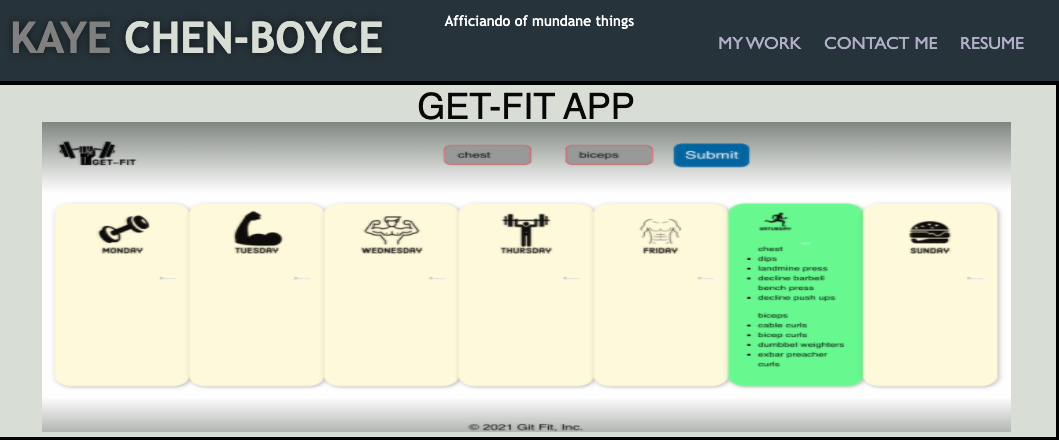 KAYE CHEN-BOYCE
Afficiando of mundane things
MY WORK CONTACT ME RESUME
GET-FIT APP
GET-FIT
chest
biceps
Submit
MONDAY
TUESDAY
WEDNESDAY
THURSDAY
FRIDAY
SATURDAY
chest
dips
landmine press
decline barbell
bench press
decline push ups
biceps
cable curls
bicep curls
dumbbel weighters
exbar preacher
curls
SUNDAY
© 2021 Git Fit, Inc.